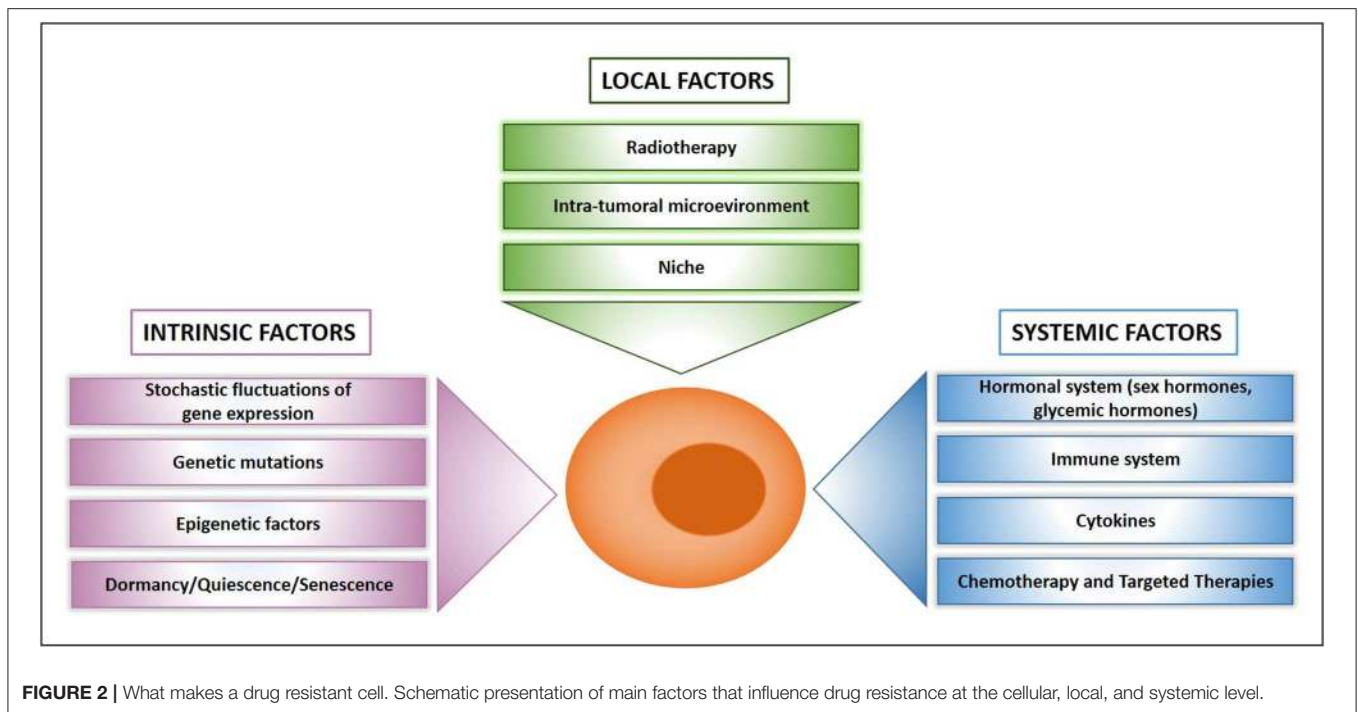 LOCAL FACTORS
Radiotherapy
Intra-tumoral microevironment
Niche
INTRINSIC FACTORS
Stochastic fluctuations of
gene expression
Genetic mutations
Epigenetic factors
Dormancy/Quiescence/Senescence
SYSTEMIC FACTORS
Hormonal system (sex hormones,
glycemic hormones)
Immune system
Cytokines
Chemotherapy and Targeted Therapies
FIGURE 2 | What makes a drug resistant cell. Schematic presentation of main factors that influence drug resistance at the cellular, local, and systemic level.